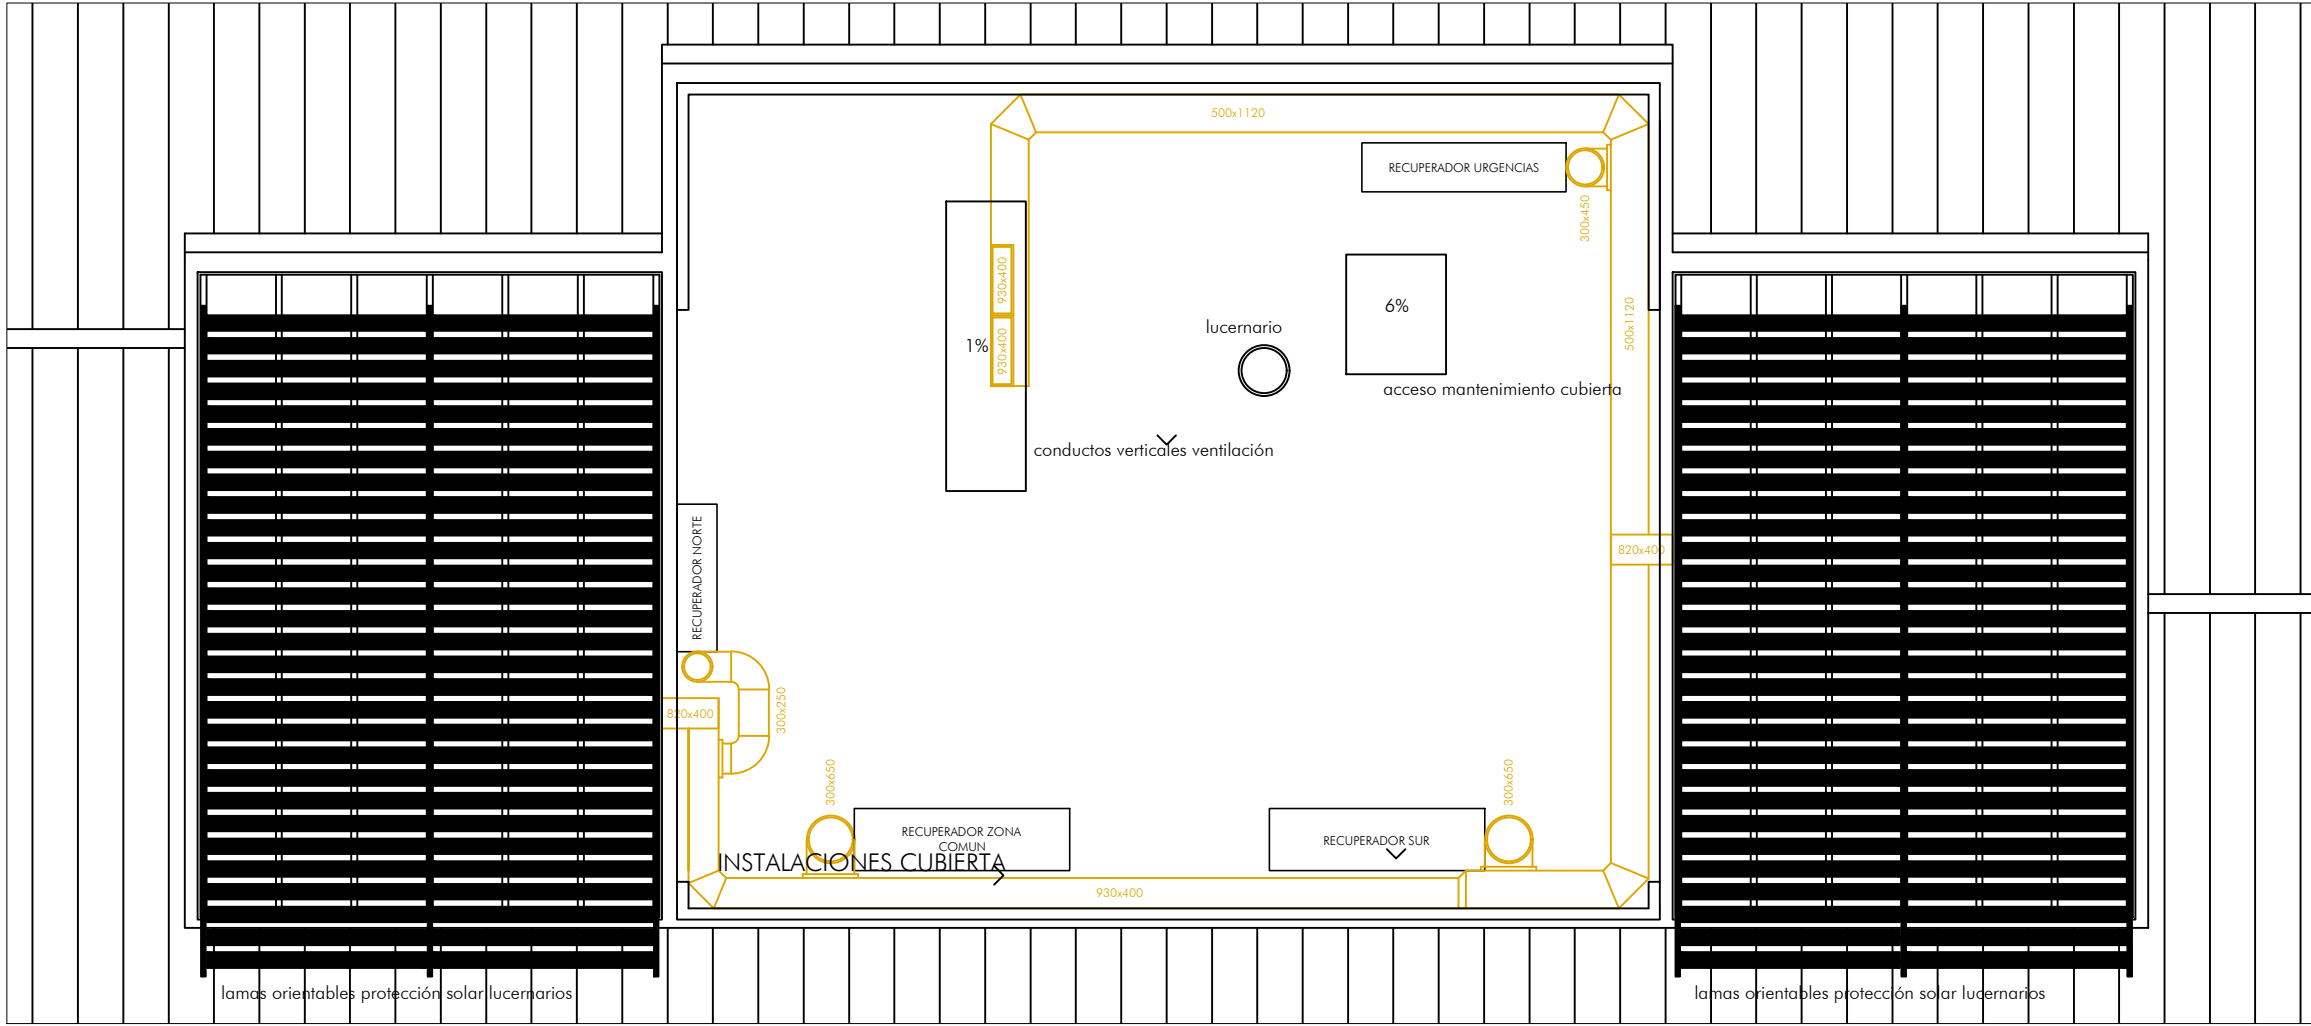 500x1120
RECUPERADOR URGENCIAS
300x450
930x400
930x400
1%
lucernario
6%
500x1120
acceso mantenimiento cubierta
conductos verticales ventilación
RECUPERADOR NORTE
820x400
820x400
300x250
300x650
300x650
RECUPERADOR ZONA
COMUN
RECUPERADOR SUR
INSTALACIONES CUBIERTA
930x400
lamas orientables protección solar lucernarios
lamas orientables protección solar lucernarios